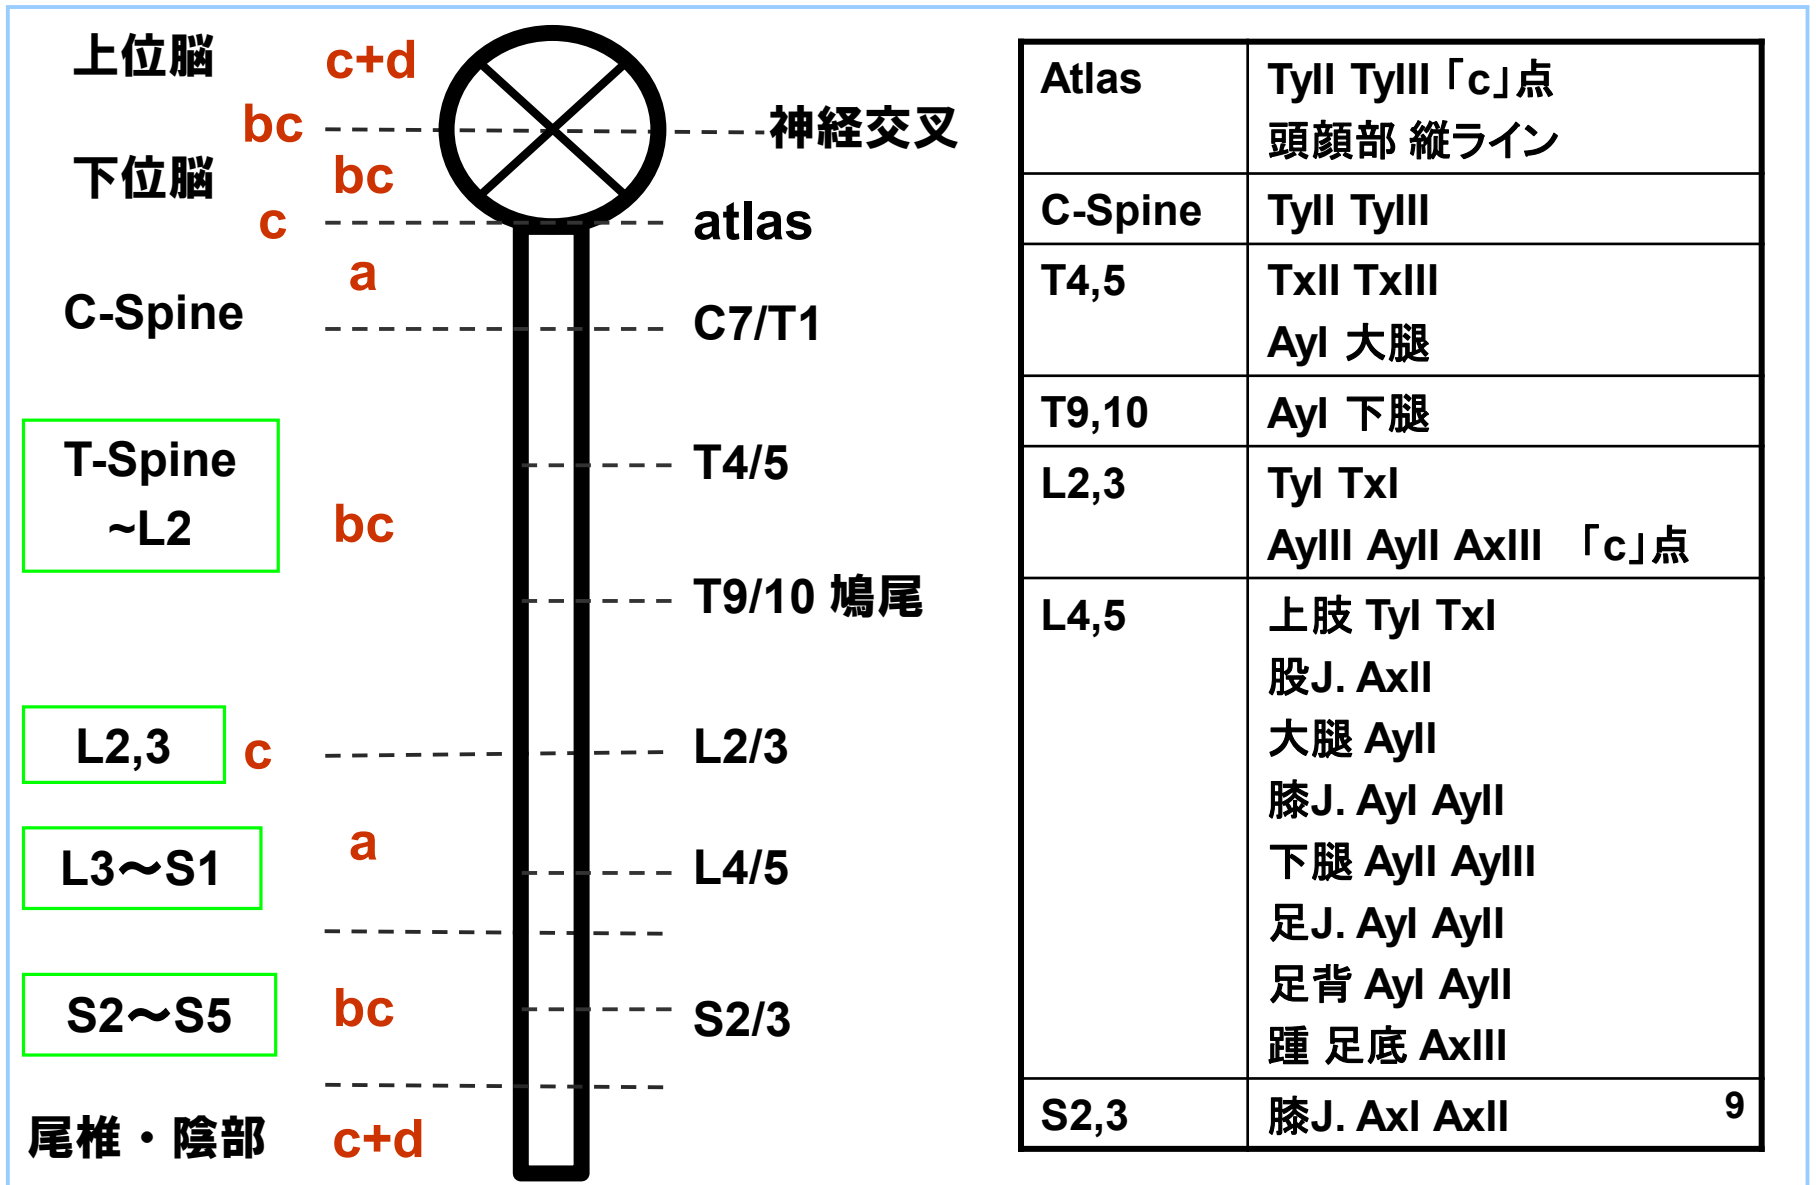 上位脳 c+d
bc 神経交叉
下位脳 bc
c atlas
a
C-Spine C7/T1
T-Spine T4/5
~L2 bc
T9/10 鳩尾
L2,3 c L2/3
a
L3～S1 L4/5
S2～S5 bc S2/3
尾椎・陰部 c+d
Atlas TyII TyIII 「c」点
頭顔部 縦ライン
C-Spine TyII TyIII
T4,5 TxII TxIII
AyI 大腿
T9,10 AyI 下腿
L2,3 TyI TxI
AyIII AyII AxIII 「c」点
L4,5 上肢 TyI TxI
股J. AxII
大腿 AyII
膝J. AyI AyII
下腿 AyII AyIII
足J. AyI AyII
足背 AyI AyII
踵 足底 AxIII
S2,3 膝J. AxI AxII
9